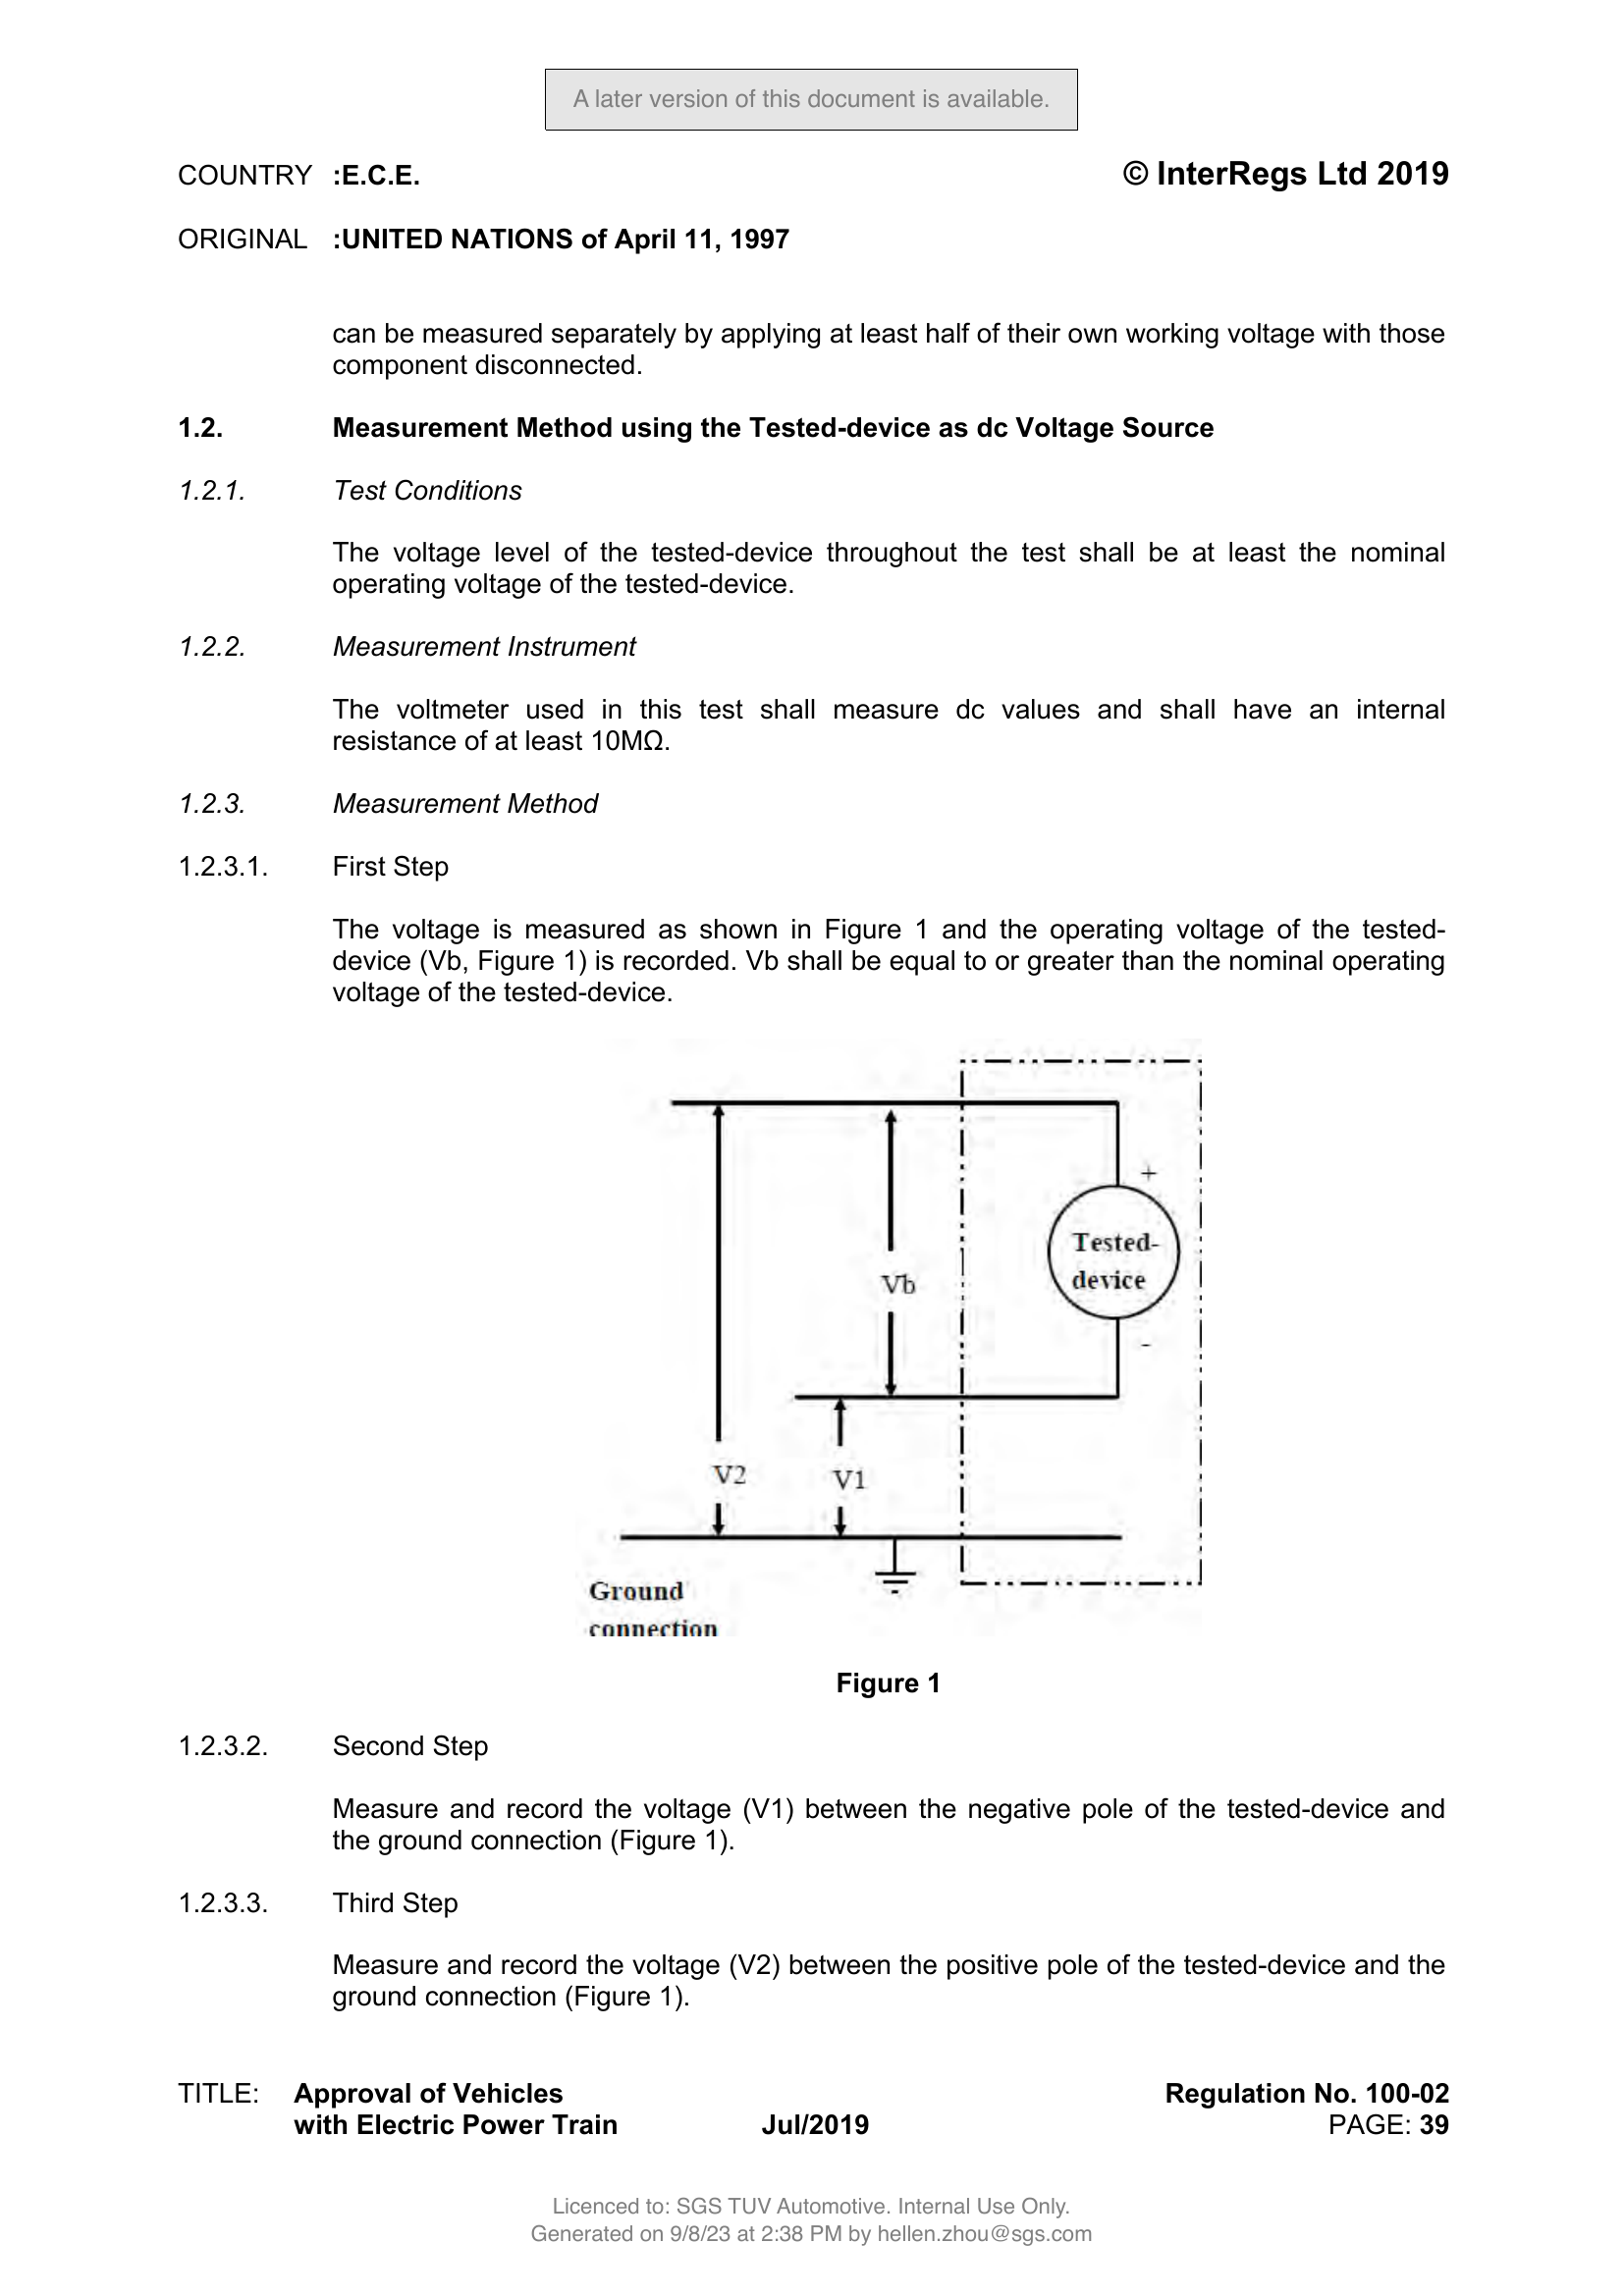 A later version of this document is available.
COUNTRY :E.C.E. © InterRegs Ltd 2019
ORIGINAL :UNITED NATIONS of April 11, 1997
can be measured separately by applying at least half of their own working voltage with those
component disconnected.
1.2. Measurement Method using the Tested-device as dc Voltage Source
1.2.1. Test Conditions
The voltage level of the tested-device throughout the test shall be at least the nominal
operating voltage of the tested-device.
1.2.2. Measurement Instrument
The voltmeter used in this test shall measure dc values and shall have an internal
resistance of at least 10MΩ.
1.2.3. Measurement Method
1.2.3.1. First Step
The voltage is measured as shown in Figure 1 and the operating voltage of the tested-
device (Vb, Figure 1) is recorded. Vb shall be equal to or greater than the nominal operating
voltage of the tested-device.
+
Tested-
device
Vb
-
V2 V1
Ground
connection
Figure 1
1.2.3.2. Second Step
Measure and record the voltage (V1) between the negative pole of the tested-device and
the ground connection (Figure 1).
1.2.3.3. Third Step
Measure and record the voltage (V2) between the positive pole of the tested-device and the
ground connection (Figure 1).
TITLE: Approval of Vehicles Regulation No. 100-02
with Electric Power Train Jul/2019 PAGE: 39
Licenced to: SGS TUV Automotive. Internal Use Only.
Generated on 9/8/23 at 2:38 PM by hellen.zhou@sgs.com